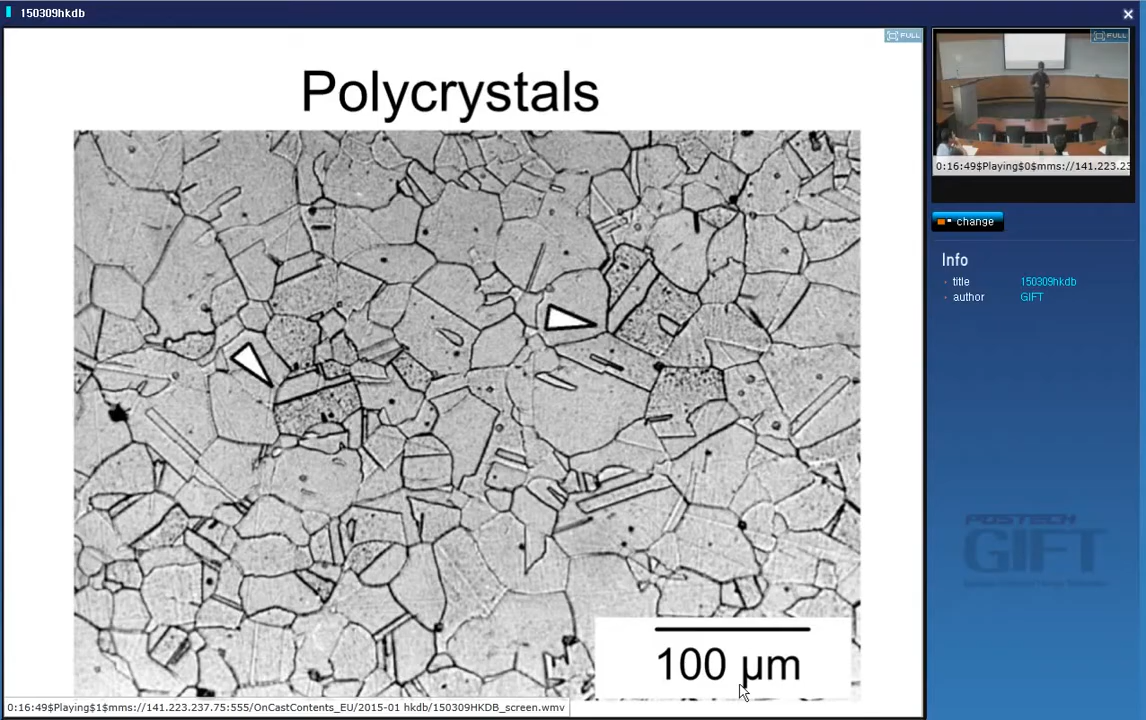 150309hkdb
FULL
Polycrystals
100 µm
0:16:49$Playing$1$mms://141.223.237.75:555/OnCastContents_EU/2015-01 hkdb/150309HKDB_screen.wmv
FULL
0:16:49$Playing$0$mms://141.223.23
change
Info
title 150309hkdb
author GIFT
POSTECH
GIFT